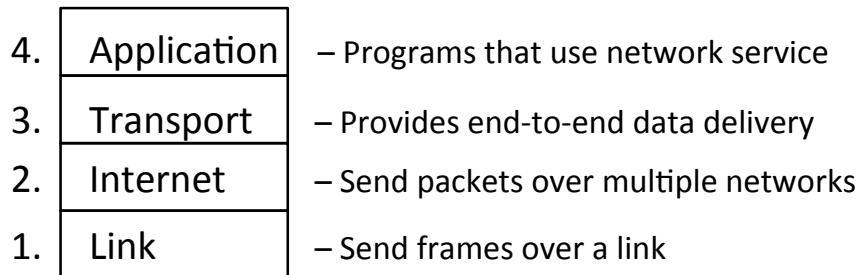 4. Application – Programs that use network service
3. Transport – Provides end-to-end data delivery
2. Internet – Send packets over multiple networks
1. Link – Send frames over a link